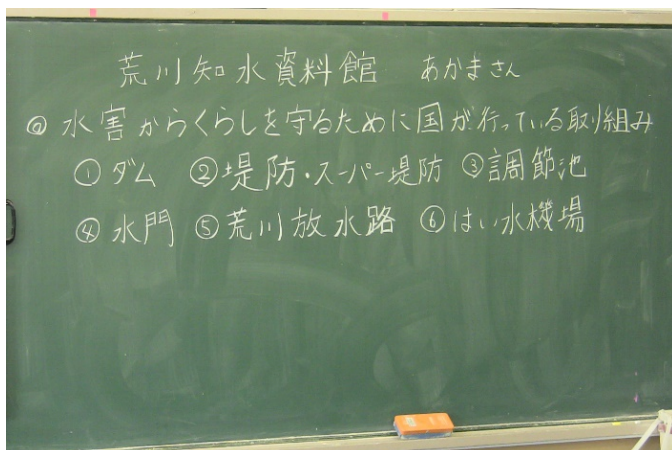 荒川知水資料館 あかまさん
◎ 水害からくらしを守るために国が行っている取り組み
① ダム ② 堤防・スーパー堤防 ③ 調節池
④ 水門 ⑤ 荒川放水路 ⑥ はい水機場